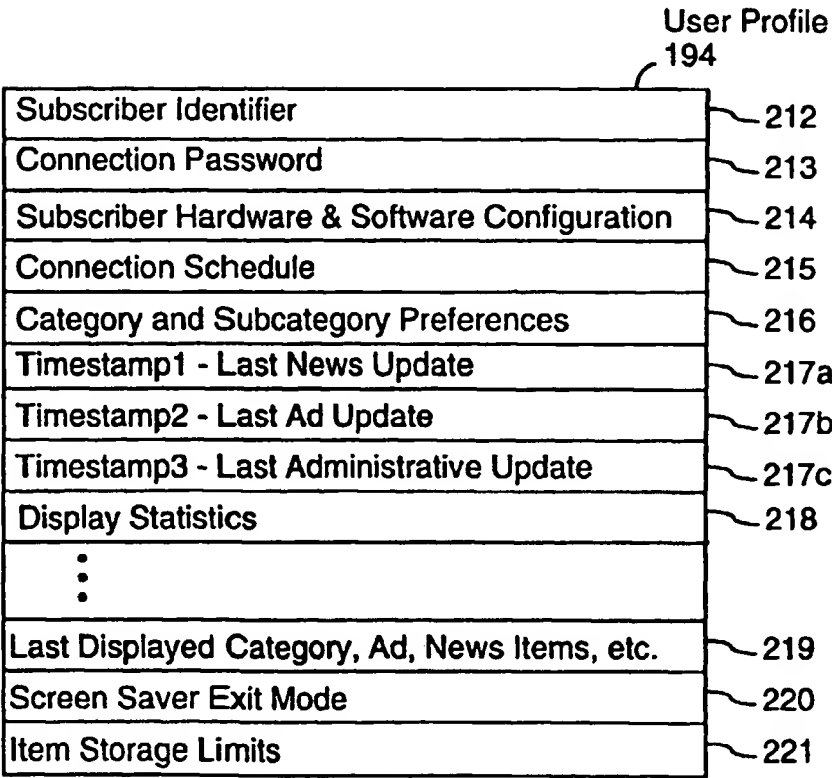 User Profile
194
Subscriber Identifier 212
Connection Password 213
Subscriber Hardware & Software Configuration 214
Connection Schedule 215
Category and Subcategory Preferences 216
Timestamp1 - Last News Update 217a
Timestamp2 - Last Ad Update 217b
Timestamp3 - Last Administrative Update 217c
Display Statistics 218
Last Displayed Category, Ad, News Items, etc. 219
Screen Saver Exit Mode 220
Item Storage Limits 221